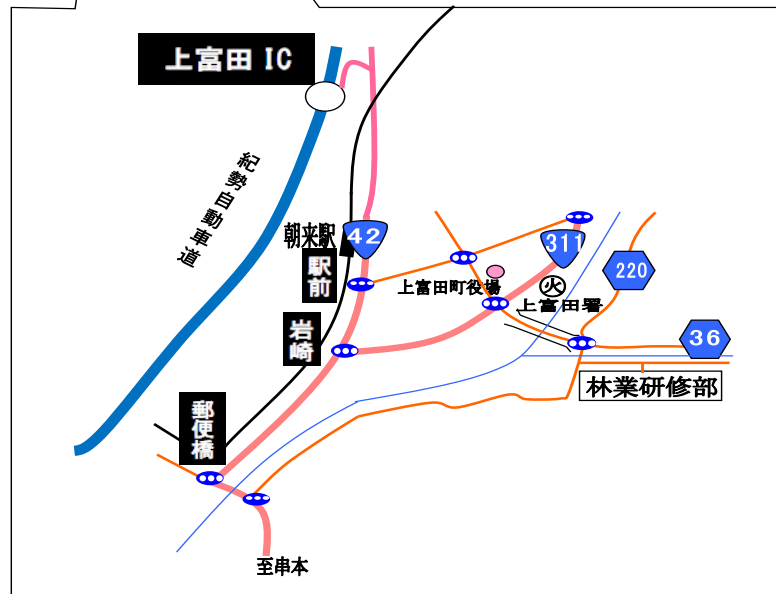 上富田 IC
紀勢自動車道
朝来駅
42
駅前
311
220
上富田町役場
火
上富田署
岩崎
36
林業研修部
郵便橋
至串本